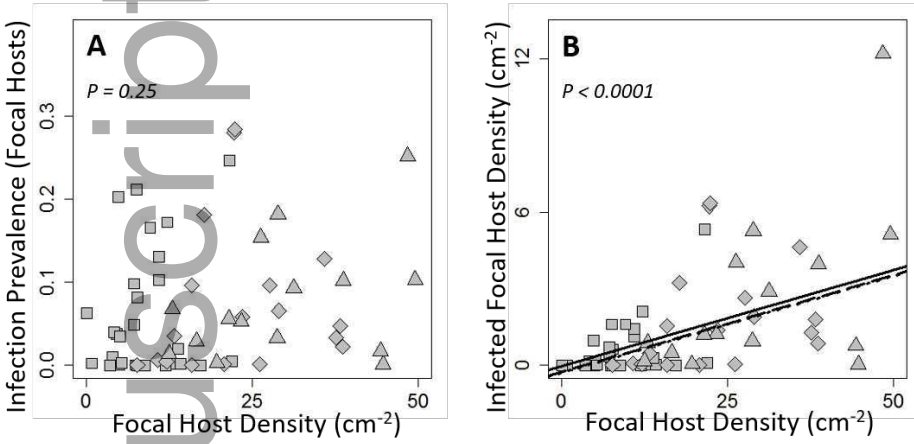 A
P = 0.25
Infection Prevalence (Focal Hosts)
0.3
0.2
0.1
0.0
0
25
50
Focal Host Density (cm⁻²)
B
P < 0.0001
Infected Focal Host Density (cm⁻²)
12
6
0
0
25
50
Focal Host Density (cm⁻²)
uscript